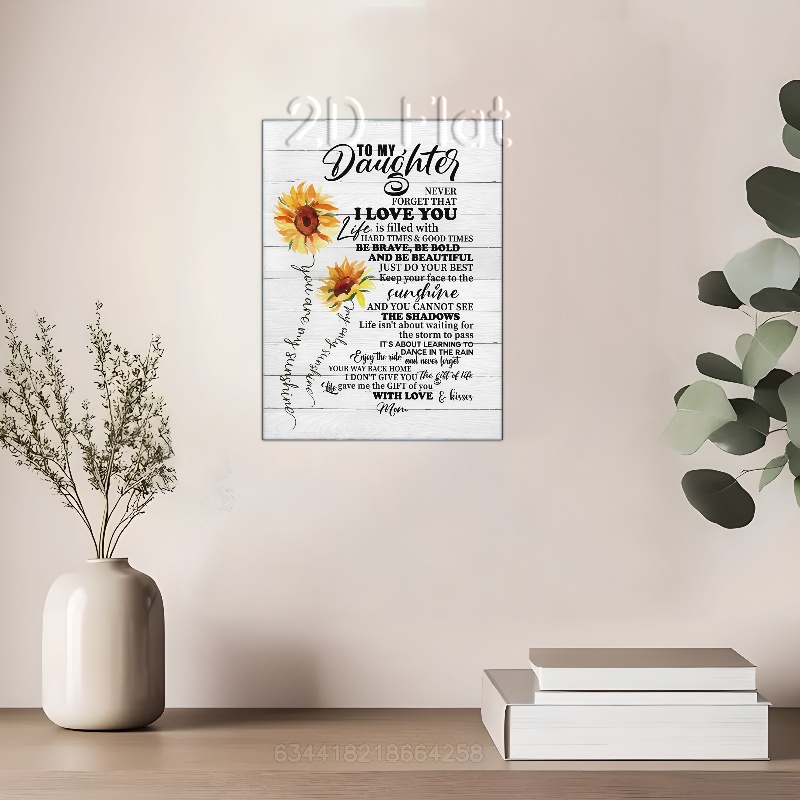 2D Flat
TO MY
Daughter
NEVER
FORGET THAT
I LOVE YOU
Life is filled with
HARD TIMES & GOOD TIMES
BE BRAVE, BE BOLD
AND BE BEAUTIFUL
JUST DO YOUR BEST
Keep your face to the
sunshine
AND YOU CANNOT SEE
THE SHADOWS
Life isn't about waiting for
the storm to pass
IT'S ABOUT LEARNING TO
DANCE IN THE RAIN
Enjoy the ride and never forget
YOUR WAY BACK HOME
I DON'T GIVE YOU The gift of life
Life gave me the GIFT of you
WITH LOVE & kisses
Mom
you are my sunshine
my only sunshine
634418218664258